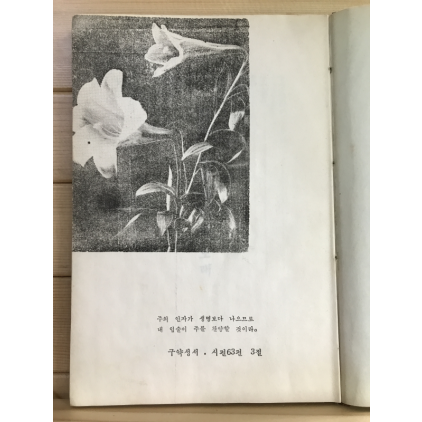 주의 인자가 생명보다 나으므로
내 입술이 주를 찬양할 것이라。
구약성서 . 시편63편 3절